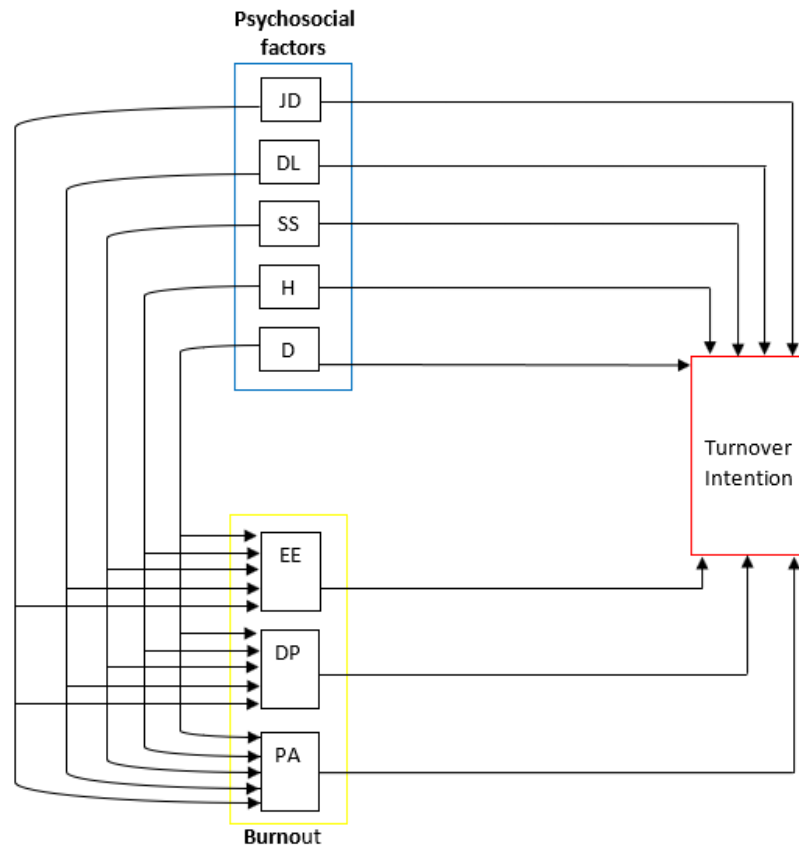 Psychosocial
factors
JD
DL
SS
H
D
Turnover
Intention
EE
DP
PA
Burnout